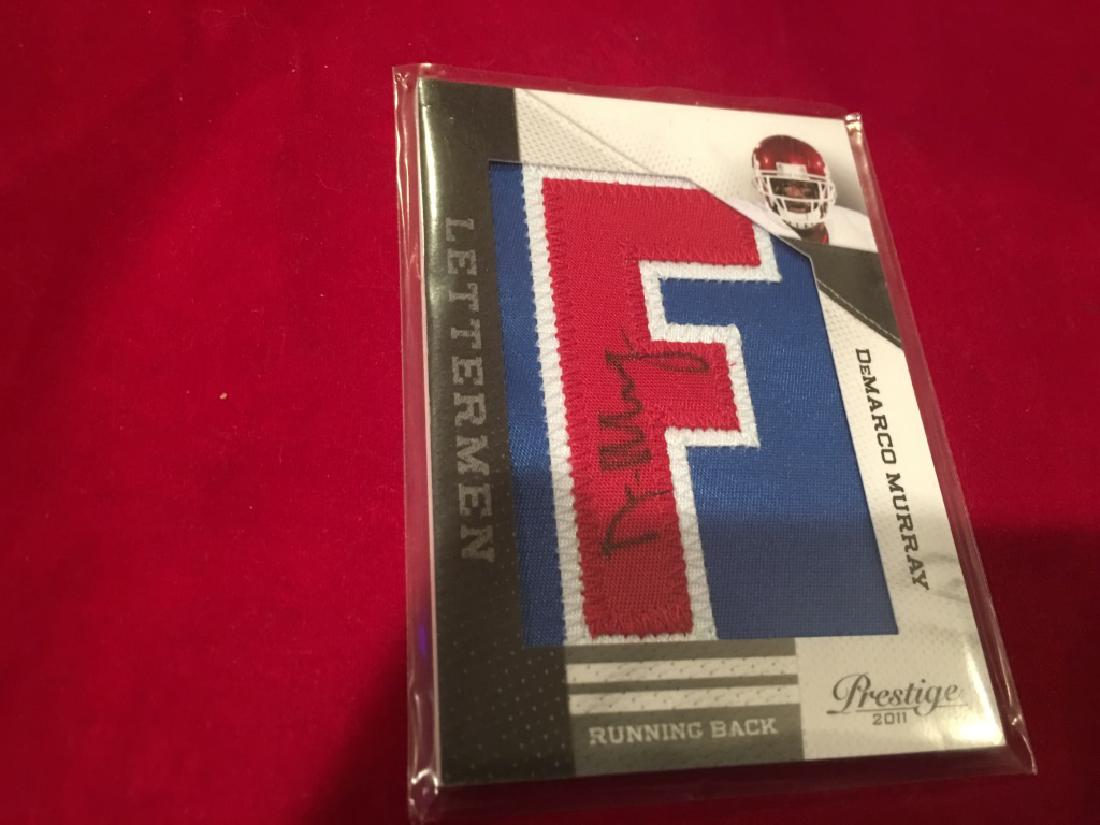 LETTERMEN
F
DeMARCO MURRAY
RUNNING BACK
Prestige
2011